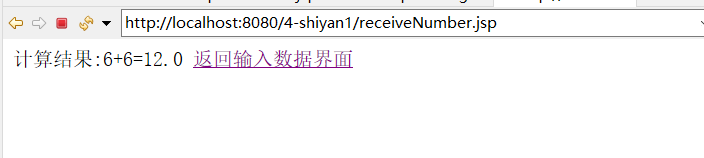 http://localhost:8080/4-shiyan1/receiveNumber.jsp
计算结果:6+6=12.0 返回输入数据界面